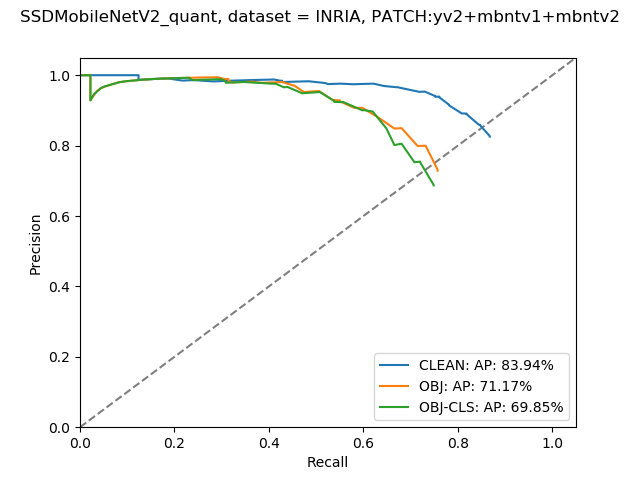 SSDMobileNetV2_quant, dataset = INRIA, PATCH:yv2+mbntv1+mbntv2
1.0
0.8
0.6
0.4
0.2
0.0
Precision
0.0 0.2 0.4 0.6 0.8 1.0
Recall
CLEAN: AP: 83.94%
OBJ: AP: 71.17%
OBJ-CLS: AP: 69.85%